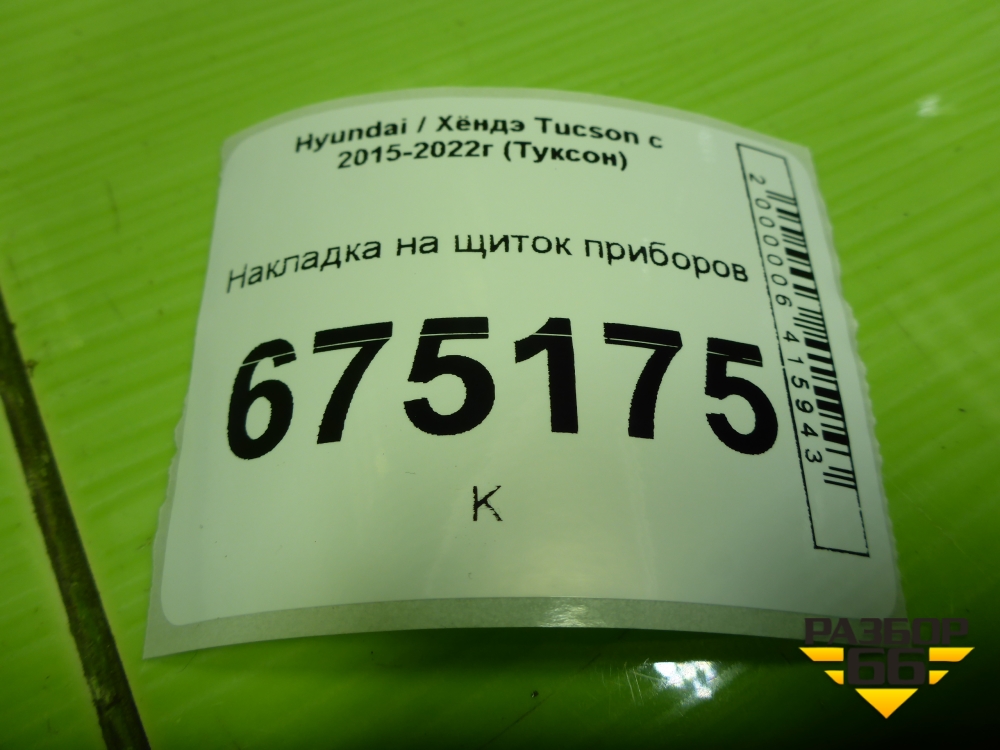 Hyundai / Хёндэ Tucson с
2015-2022г (Туксон)
Накладка на щиток приборов
675175
К
2000006415943
РАЗБОР
66